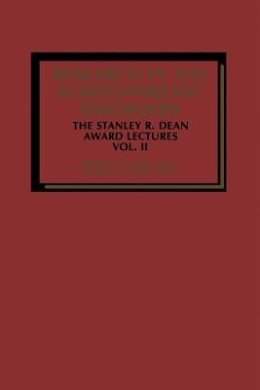 RESEARCH IN THE
SCHIZOPHRENIC
DISORDERS
THE STANLEY R. DEAN
AWARD LECTURES
VOL. II